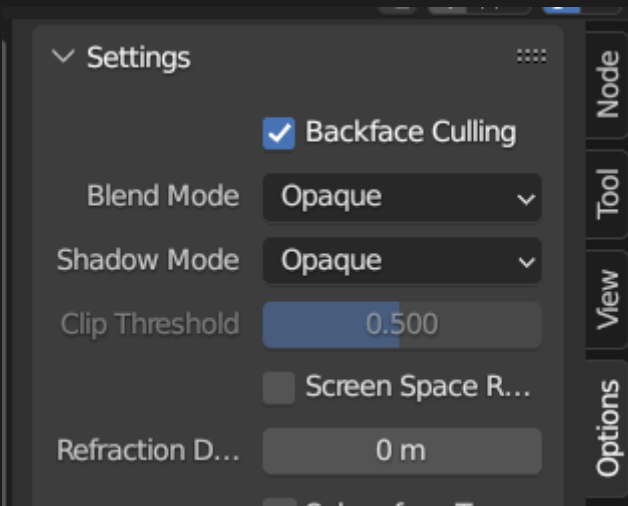 Settings
Backface Culling
Blend Mode Opaque
Shadow Mode Opaque
Clip Threshold 0.500
Screen Space R...
Refraction D... 0 m
Node
Tool
View
Options